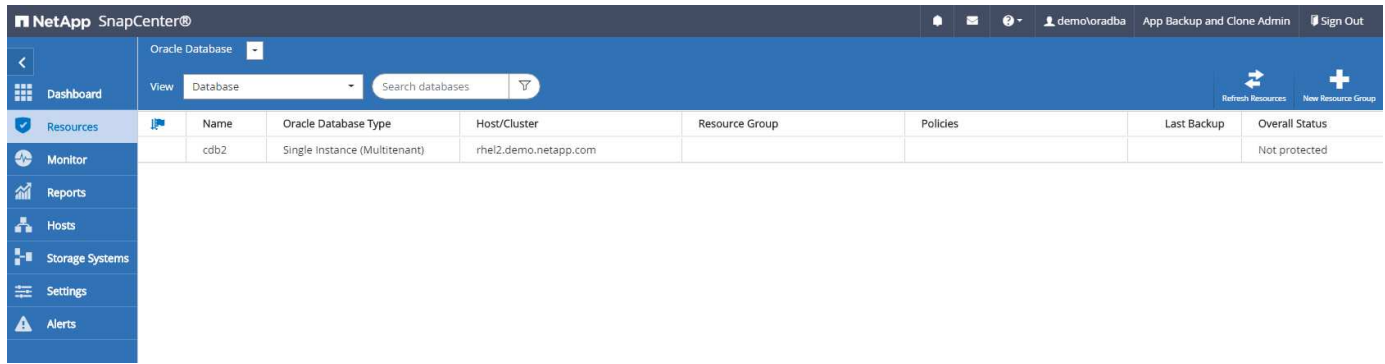 NetApp SnapCenter®
demo\oradba App Backup and Clone Admin Sign Out
Oracle Database
View Database Search databases
Refresh Resources New Resource Group
Dashboard
Resources
Monitor
Reports
Hosts
Storage Systems
Settings
Alerts
Name Oracle Database Type Host/Cluster Resource Group Policies Last Backup Overall Status
cdb2 Single Instance (Multitenant) rhel2.demo.netapp.com Not protected